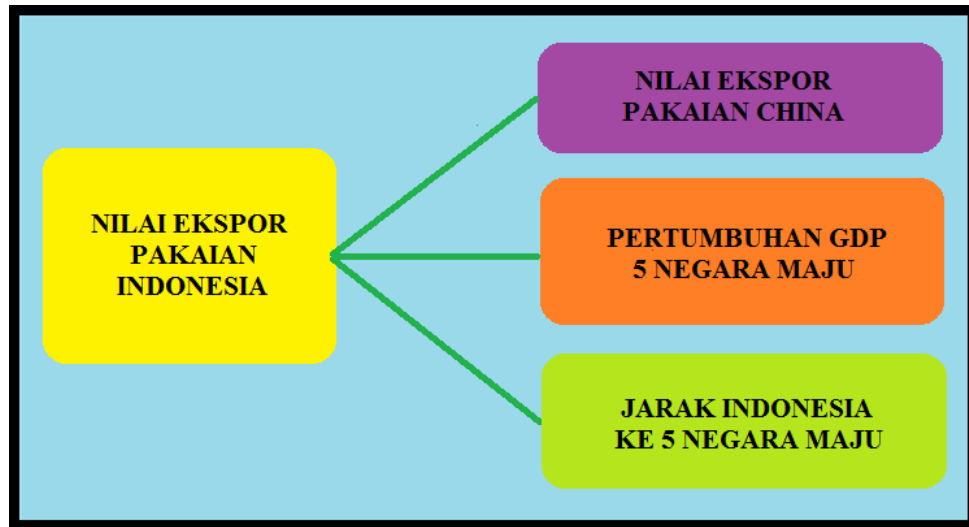 NILAI EKSPOR
PAKAIAN
INDONESIA
NILAI EKSPOR
PAKAIAN CHINA
PERTUMBUHAN GDP
5 NEGARA MAJU
JARAK INDONESIA
KE 5 NEGARA MAJU